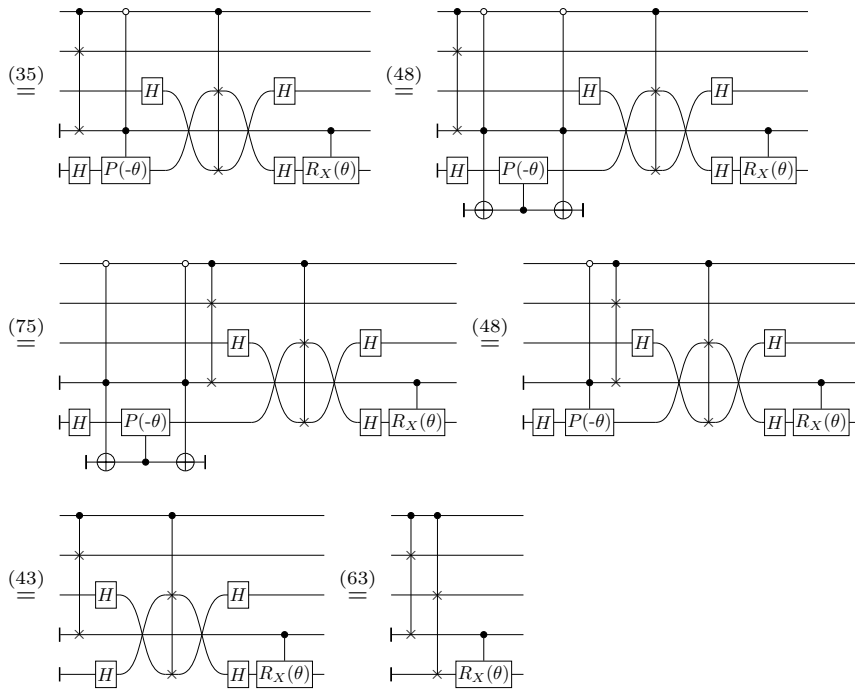 (35) = H H P(-θ) H H R_X(θ) (48) = H H P(-θ) H H R_X(θ)
(75) = H H P(-θ) H H R_X(θ) (48) = H H P(-θ) H H R_X(θ)
(43) = H H H H R_X(θ) (63) = R_X(θ)